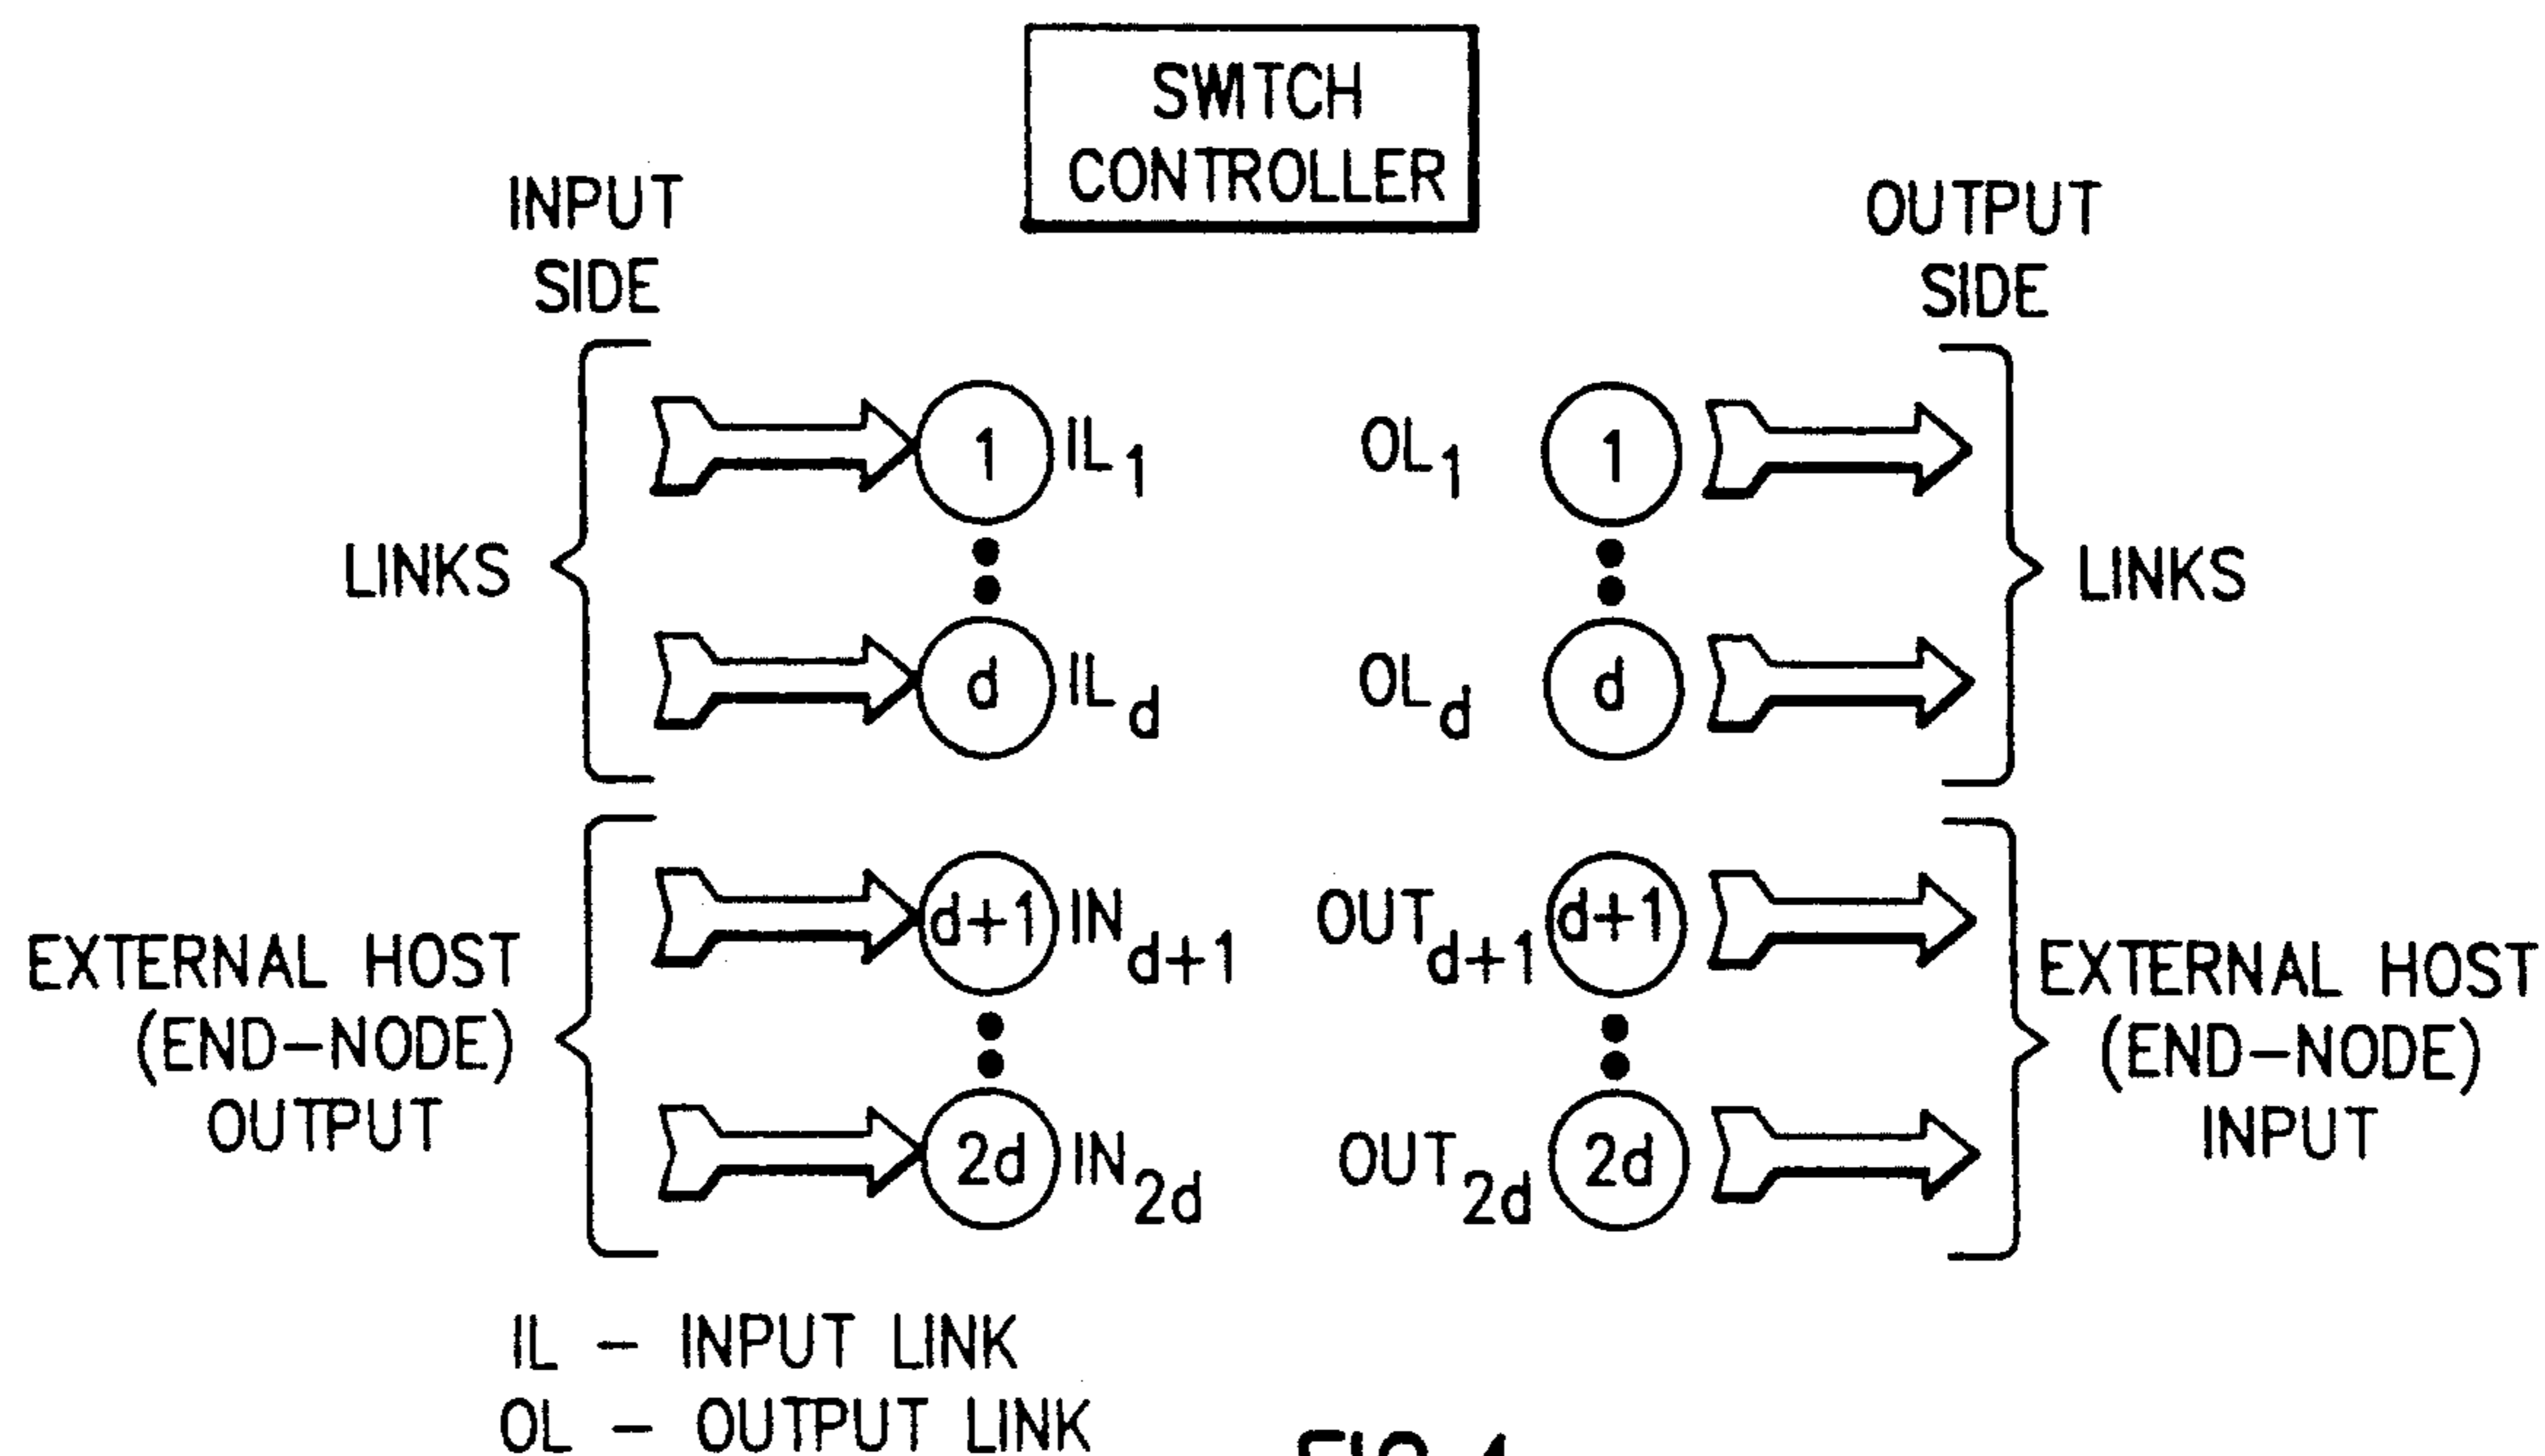 SWITCH
CONTROLLER
INPUT
SIDE
OUTPUT
SIDE
LINKS
1 IL1
OL1 1
d ILd
OLd d
LINKS
EXTERNAL HOST
(END-NODE)
OUTPUT
d+1 INd+1
OUTd+1 d+1
2d IN2d
OUT2d 2d
EXTERNAL HOST
(END-NODE)
INPUT
IL - INPUT LINK
OL - OUTPUT LINK